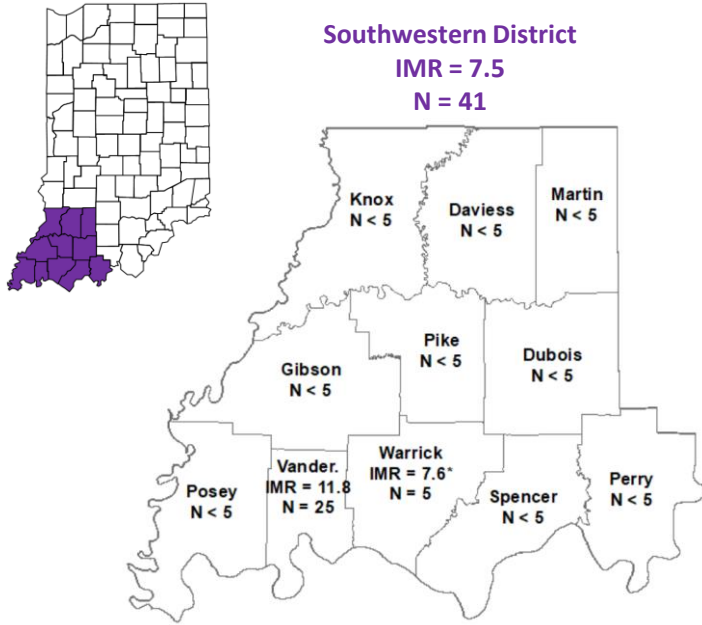 Southwestern District
IMR = 7.5
N = 41
Knox
N < 5
Daviess
N < 5
Martin
N < 5
Gibson
N < 5
Pike
N < 5
Dubois
N < 5
Posey
N < 5
Vander.
IMR = 11.8
N = 25
Warrick
IMR = 7.6*
N = 5
Spencer
N < 5
Perry
N < 5